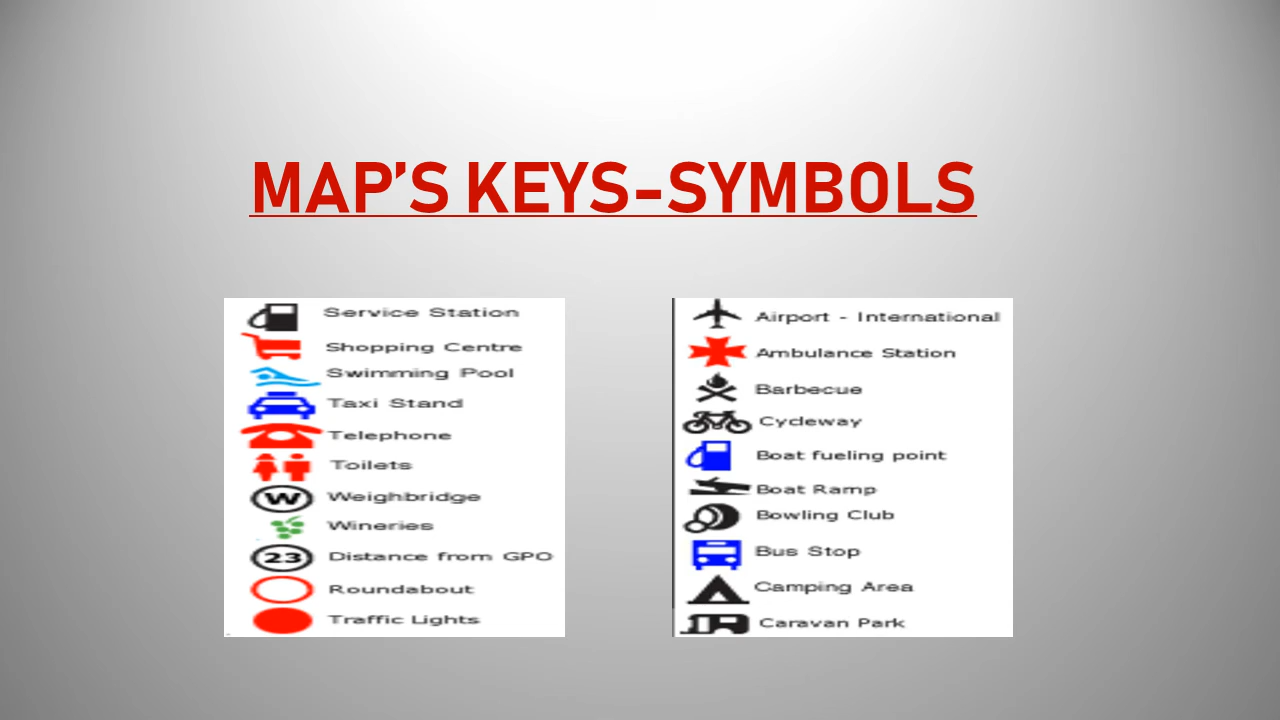 MAP'S KEYS-SYMBOLS
Service Station
Shopping Centre
Swimming Pool
Taxi Stand
Telephone
Toilets
W Weighbridge
Wineries
23 Distance from GPO
Roundabout
Traffic Lights
Airport - International
Ambulance Station
Barbecue
Cycleway
Boat fueling point
Boat Ramp
Bowling Club
Bus Stop
Camping Area
Caravan Park